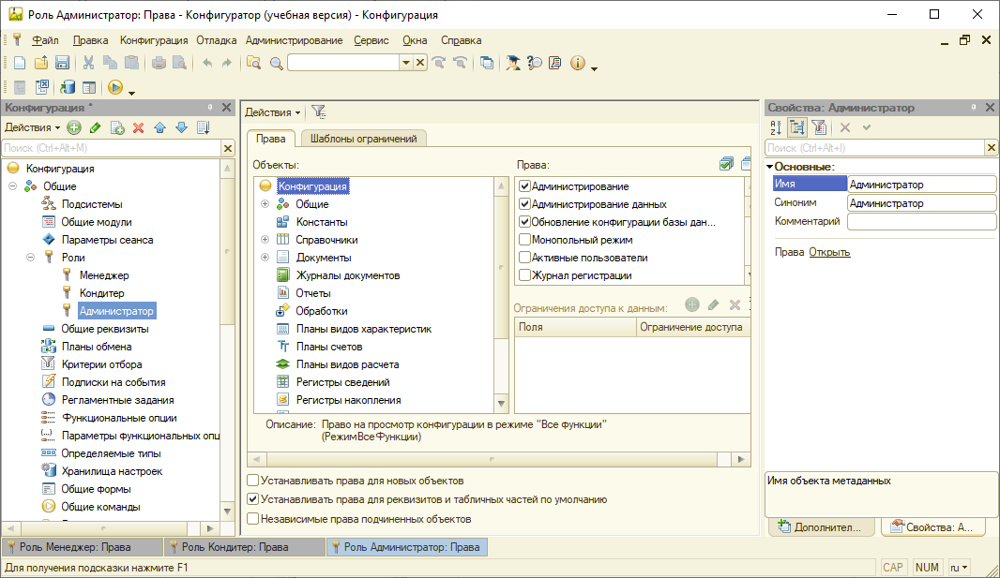 Роль Администратор: Права - Конфигуратор (учебная версия) - Конфигурация
Файл Правка Конфигурация Отладка Администрирование Сервис Окна Справка
Конфигурация *
Действия
Поиск (Ctrl+Alt+M)
Конфигурация
Общие
Подсистемы
Общие модули
Параметры сеанса
Роли
Менеджер
Кондитер
Администратор
Общие реквизиты
Планы обмена
Критерии отбора
Подписки на события
Регламентные задания
Функциональные опции
Параметры функциональных опц
Определяемые типы
Хранилища настроек
Общие формы
Общие команды
Действия
Права Шаблоны ограничений
Объекты:
Конфигурация
Общие
Константы
Справочники
Документы
Журналы документов
Отчеты
Обработки
Планы видов характеристик
Планы счетов
Планы видов расчета
Регистры сведений
Регистры накопления
Права:
Администрирование
Администрирование данных
Обновление конфигурации базы дан...
Монопольный режим
Активные пользователи
Журнал регистрации
Ограничения доступа к данным:
Поля Ограничение доступа
Описание: Право на просмотр конфигурации в режиме "Все функции"
(РежимВсеФункции)
Устанавливать права для новых объектов
Устанавливать права для реквизитов и табличных частей по умолчанию
Независимые права подчиненных объектов
Свойства: Администратор
Поиск (Ctrl+Alt+I)
Основные:
Имя Администратор
Синоним Администратор
Комментарий
Права Открыть
Имя объекта метаданных
Дополнител... Свойства: А...
Роль Менеджер: Права Роль Кондитер: Права Роль Администратор: Права
Для получения подсказки нажмите F1 CAP NUM ru